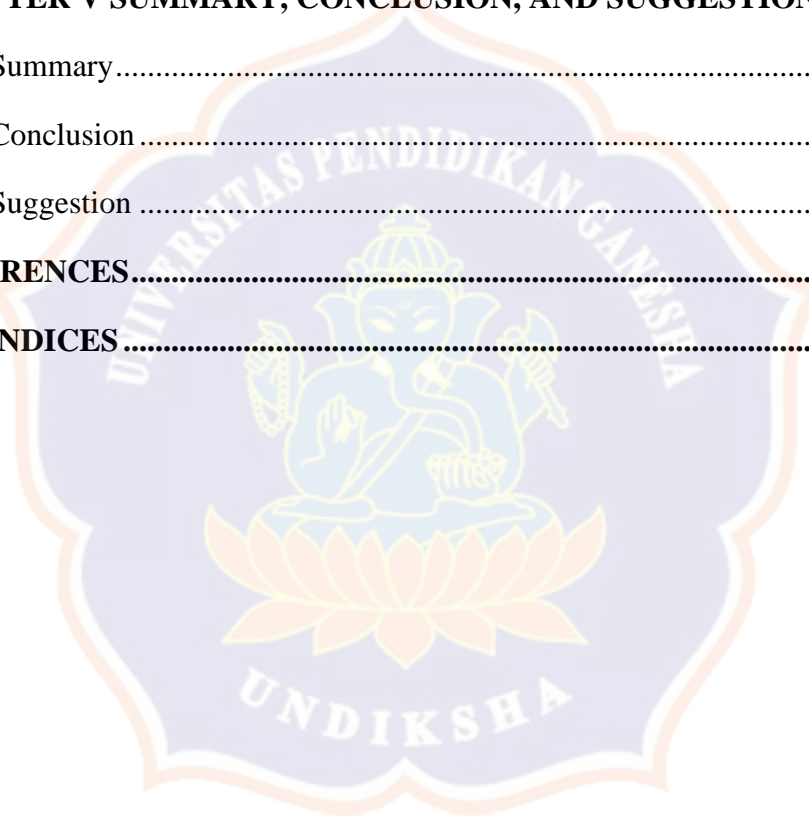 TER V SUMMARY, CONCLUSION, AND SUGGESTION
Summary
Conclusion
Suggestion
RENCES
NDICES
UNIVERSITAS PENDIDIKAN GANESHA
UNDIKSHA